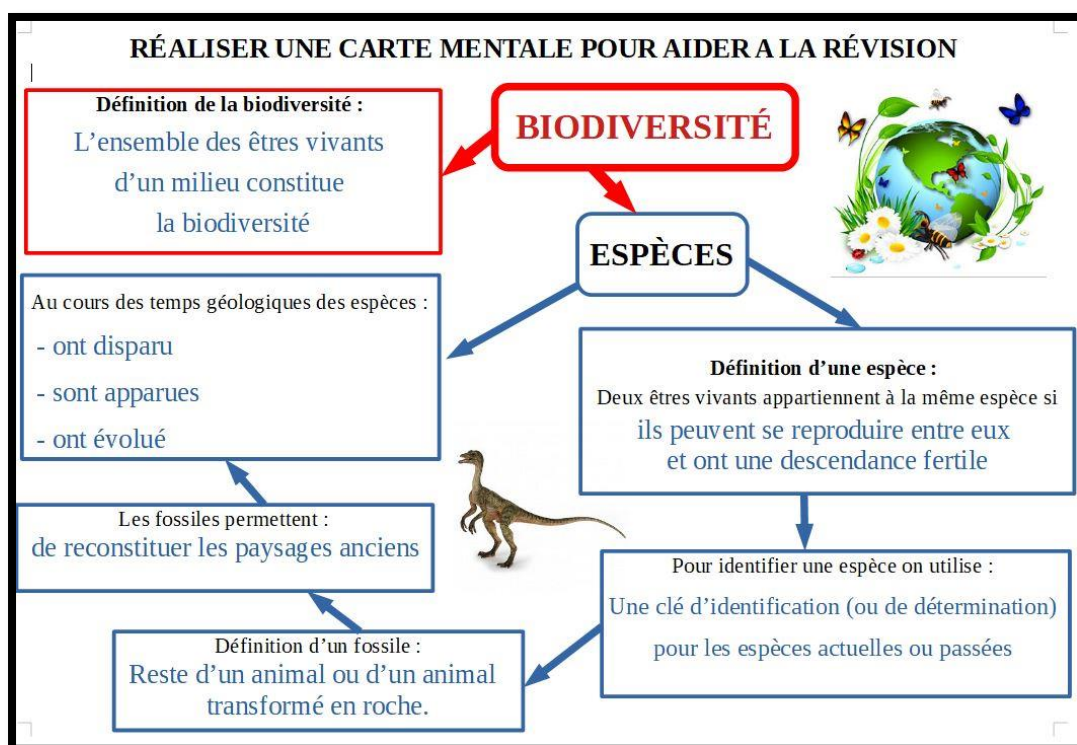 RÉALISER UNE CARTE MENTALE POUR AIDER A LA RÉVISION
Définition de la biodiversité :
L’ensemble des êtres vivants
d’un milieu constitue
la biodiversité
BIODIVERSITÉ
ESPÈCES
Au cours des temps géologiques des espèces :
- ont disparu
- sont apparues
- ont évolué
Définition d’une espèce :
Deux êtres vivants appartiennent à la même espèce si
ils peuvent se reproduire entre eux
et ont une descendance fertile
Les fossiles permettent :
de reconstituer les paysages anciens
Pour identifier une espèce on utilise :
Une clé d’identification (ou de détermination)
pour les espèces actuelles ou passées
Définition d’un fossile :
Reste d’un animal ou d’un animal
transformé en roche.